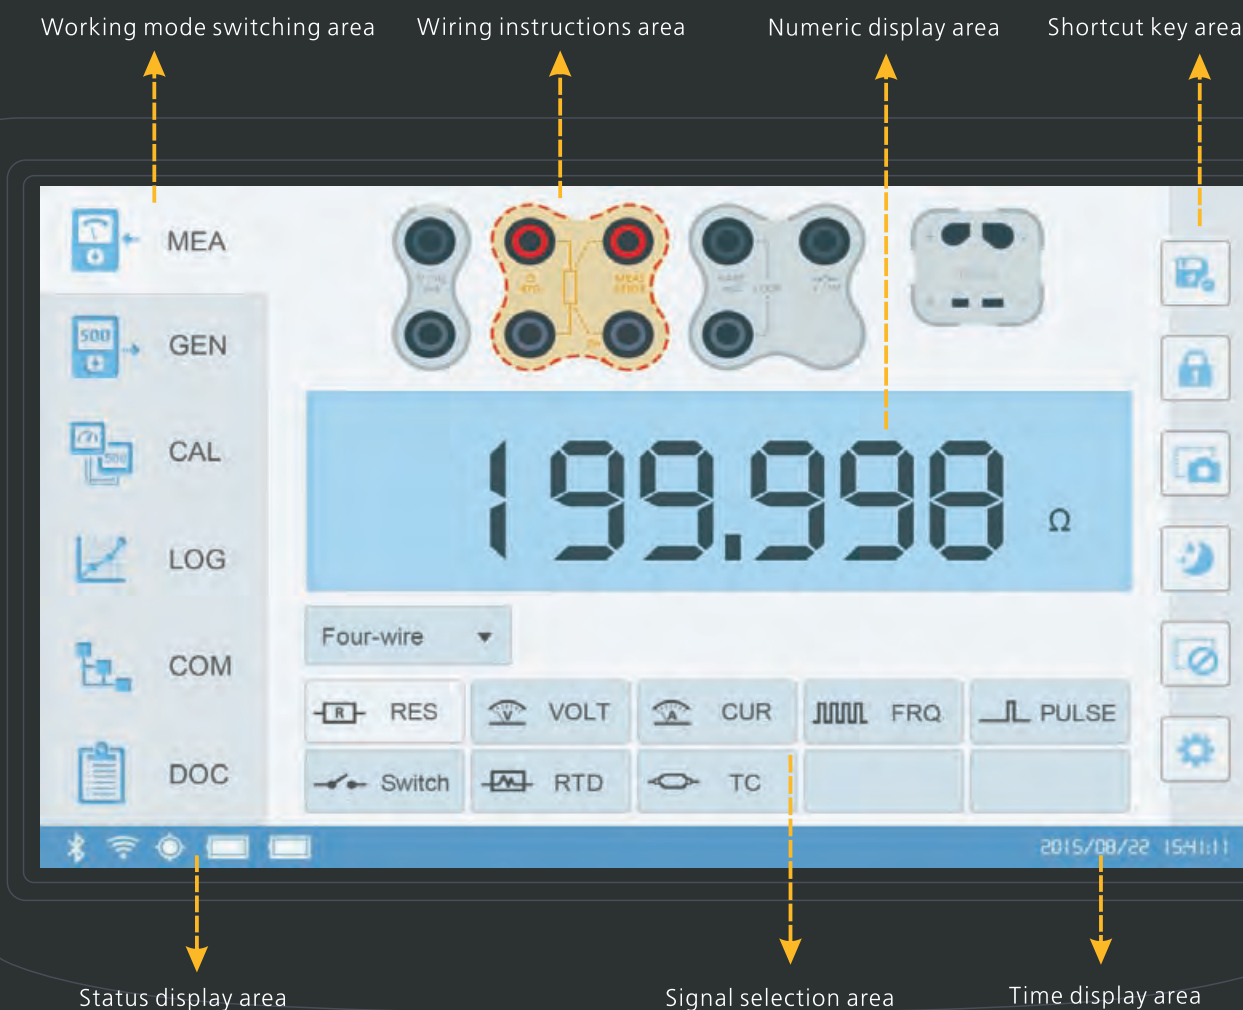 Working mode switching area
Wiring instructions area
Numeric display area
Shortcut key area
MEA
GEN
500
CAL
500
LOG
COM
DOC
199.998 Ω
Four-wire
R RES
V VOLT
A CUR
FRQ
PULSE
Switch
RTD
TC
2015/08/22 15:41:11
Status display area
Signal selection area
Time display area